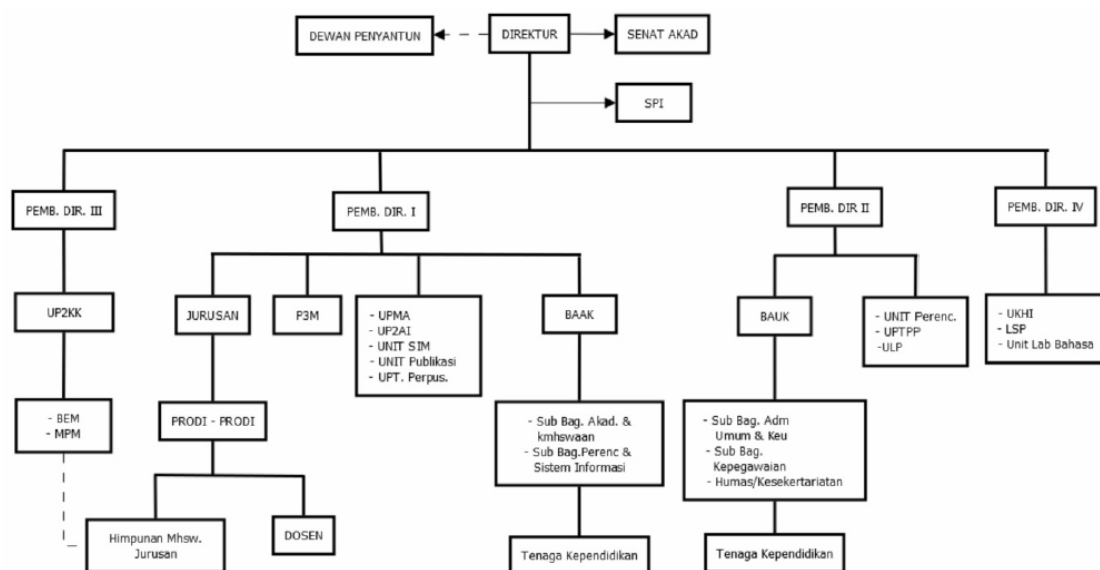 DEWAN PENYANTUN
DIREKTUR
SENAT AKAD
SPI
PEMB. DIR. III
PEMB. DIR. I
PEMB. DIR II
PEMB. DIR. IV
UP2KK
JURUSAN
P3M
- UPMA
- UP2AI
- UNIT SIM
- UNIT Publikasi
- UPT. Perpus.
BAAK
BAUK
- UNIT Perenc.
- UPTPP
-ULP
- UKHI
- LSP
- Unit Lab Bahasa
- BEM
- MPM
PRODI - PRODI
- Sub Bag. Akad. &
kmhswaan
- Sub Bag.Perenc &
Sistem Informasi
- Sub Bag. Adm
Umum & Keu
- Sub Bag.
Kepegawaian
- Humas/Kesekertariatan
Himpunan Mhsw.
Jurusan
DOSEN
Tenaga Kependidikan
Tenaga Kependidikan